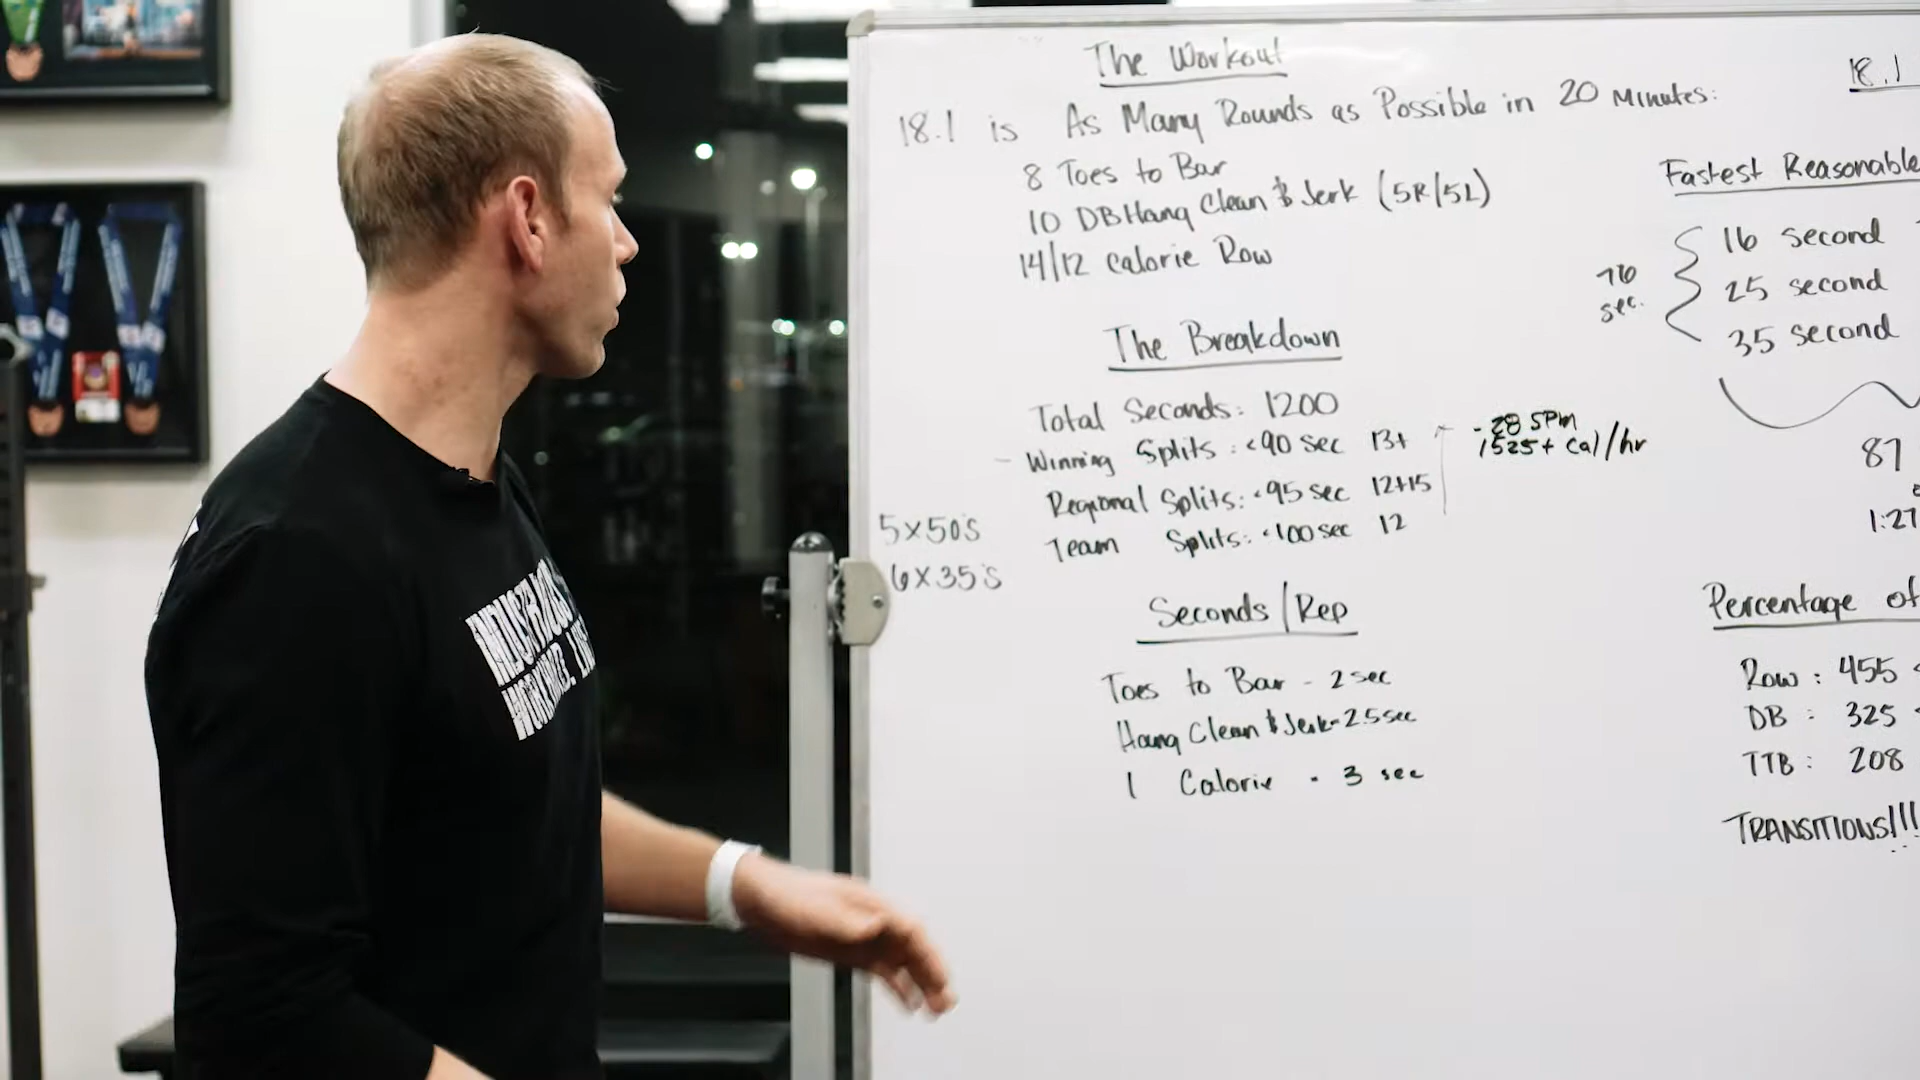 The Workout
18.1 is As Many Rounds as Possible in 20 Minutes:
8 Toes to Bar
10 DB Hang Clean & Jerk (5R/5L)
14/12 Calorie Row
The Breakdown
Total Seconds: 1200
- Winning Splits: <90 sec 13+
Regional Splits: <95 sec 12+15
Team Splits: <100 sec 12
- 28 SPM
1525+ Cal/hr
5x50's
6x35's
Seconds/Rep
Toes to Bar - 2 sec
Hang Clean & Jerk - 2.5 sec
1 Calorie - 3 sec
18.1
Fastest Reasonable
76 sec.
16 second
25 second
35 second
87
1:27
Percentage of
Row: 455
DB: 325
TTB: 208
TRANSITIONS!!!